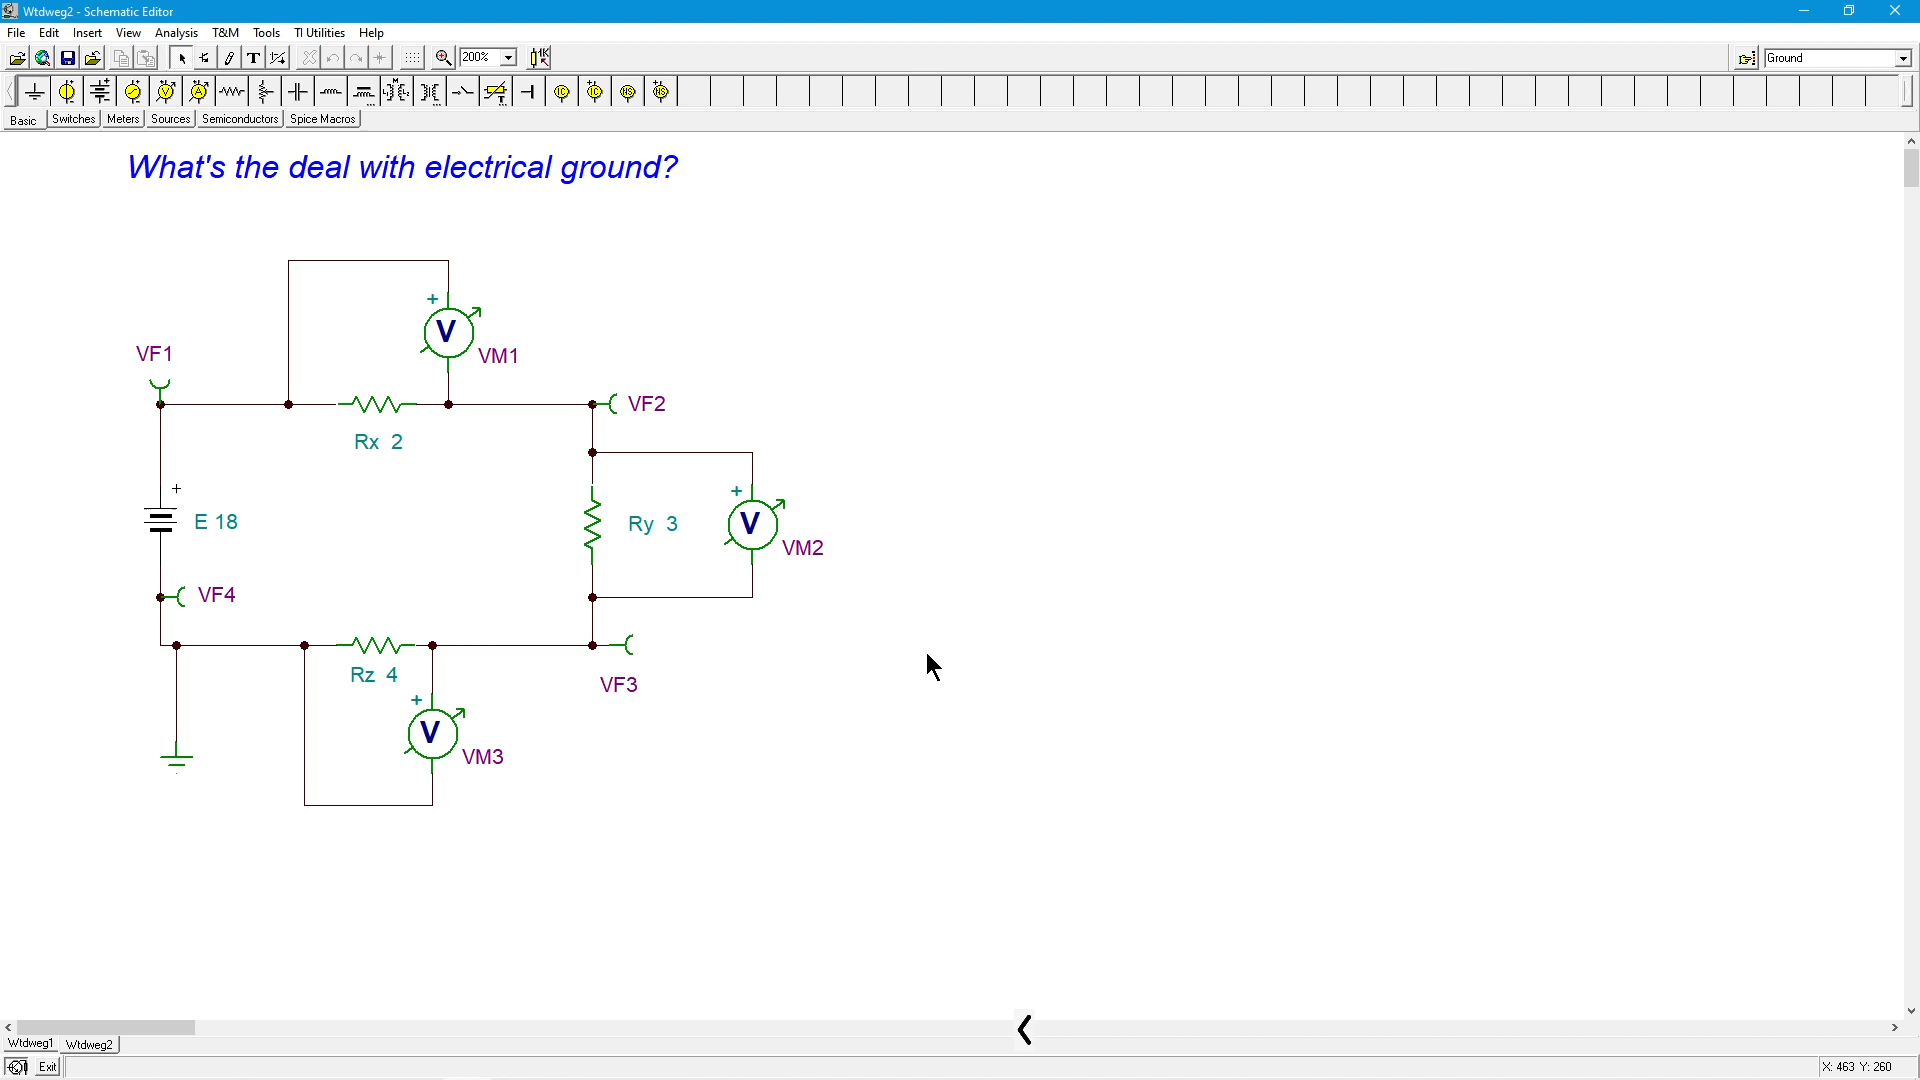 Wtdweg2 - Schematic Editor
File Edit Insert View Analysis T&M Tools TI Utilities Help
T 200% 1K Ground
Basic Switches Meters Sources Semiconductors Spice Macros
What's the deal with electrical ground?
+
V
VM1
VF1
VF2
Rx 2
+
E 18
+
V
Ry 3
VM2
VF4
Rz 4
VF3
+
V
VM3
Wtdweg1 Wtdweg2
Exit
X: 463 Y: 260